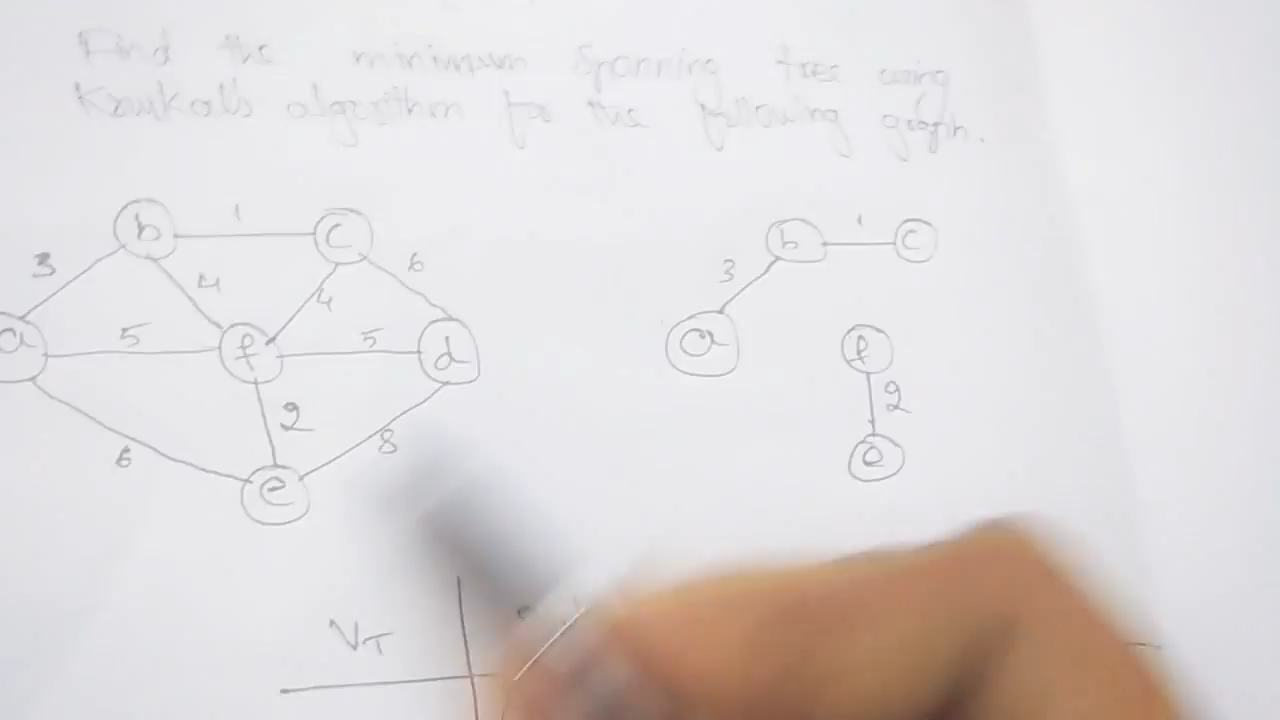 Find the minimum spanning tree using
Kruskal's algorithm for the following graph.
b 1 c
3 4 4 6
a 5 f 5 d
6 2 8
e
b 1 c
3
a f
2
e
VT